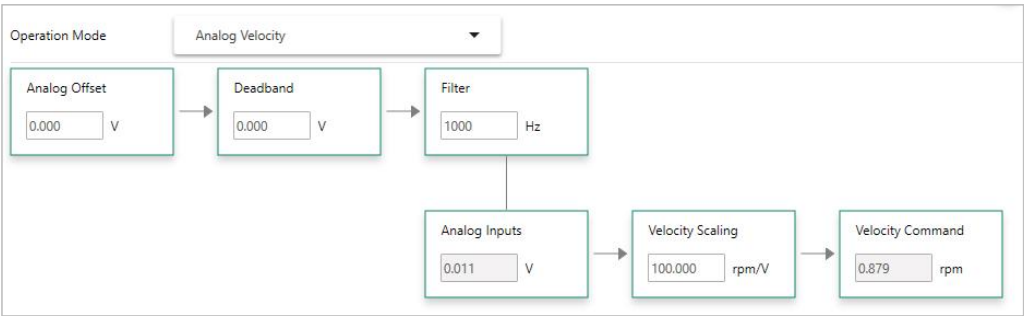 Operation Mode Analog Velocity
Analog Offset Deadband Filter
0.000 V 0.000 V 1000 Hz
Analog Inputs Velocity Scaling Velocity Command
0.011 V 100.000 rpm/V 0.879 rpm